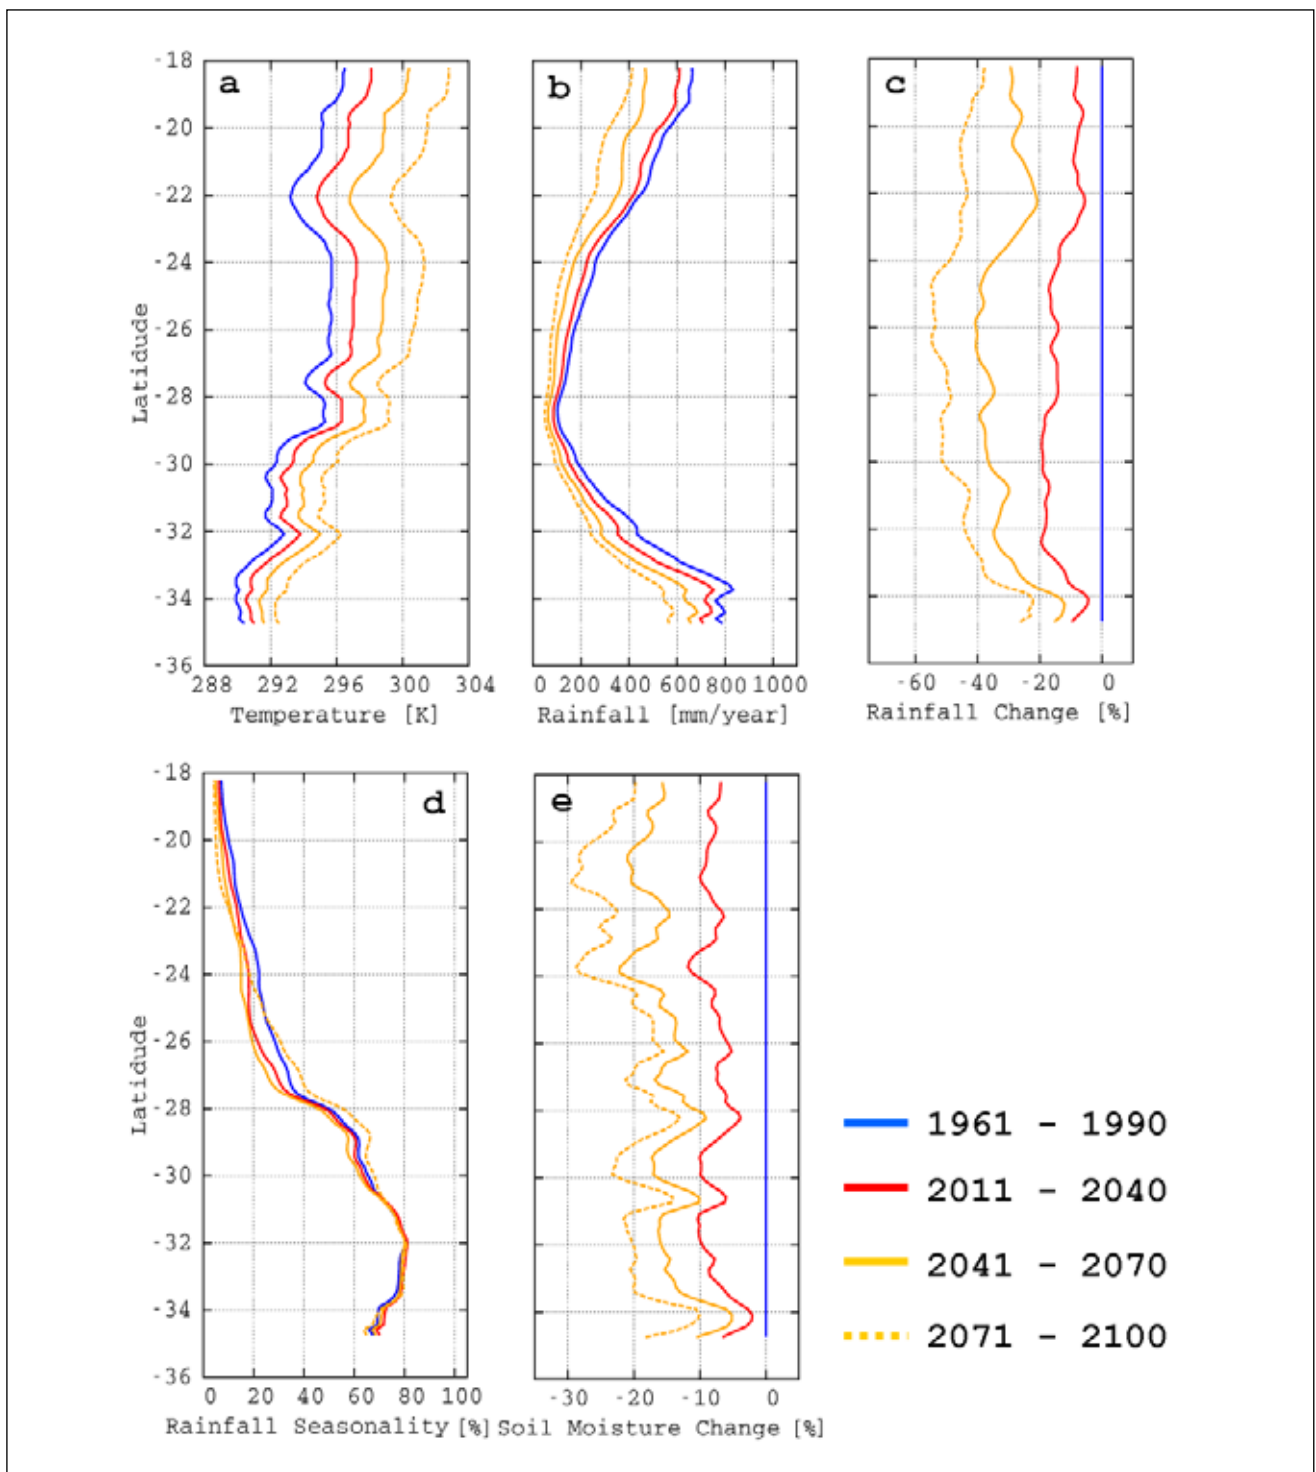 a
b
c
-18
-20
-22
-24
-26
-28
-30
-32
-34
-36
Latidude
288 292 296 300 304
0 200 400 600 800 1000
-60 -40 -20 0
Temperature [K]
Rainfall [mm/year]
Rainfall Change [%]
d
e
-18
-20
-22
-24
-26
-28
-30
-32
-34
-36
Latidude
0 20 40 60 80 100
-30 -20 -10 0
Rainfall Seasonality [%]
Soil Moisture Change [%]
1961 - 1990
2011 - 2040
2041 - 2070
2071 - 2100